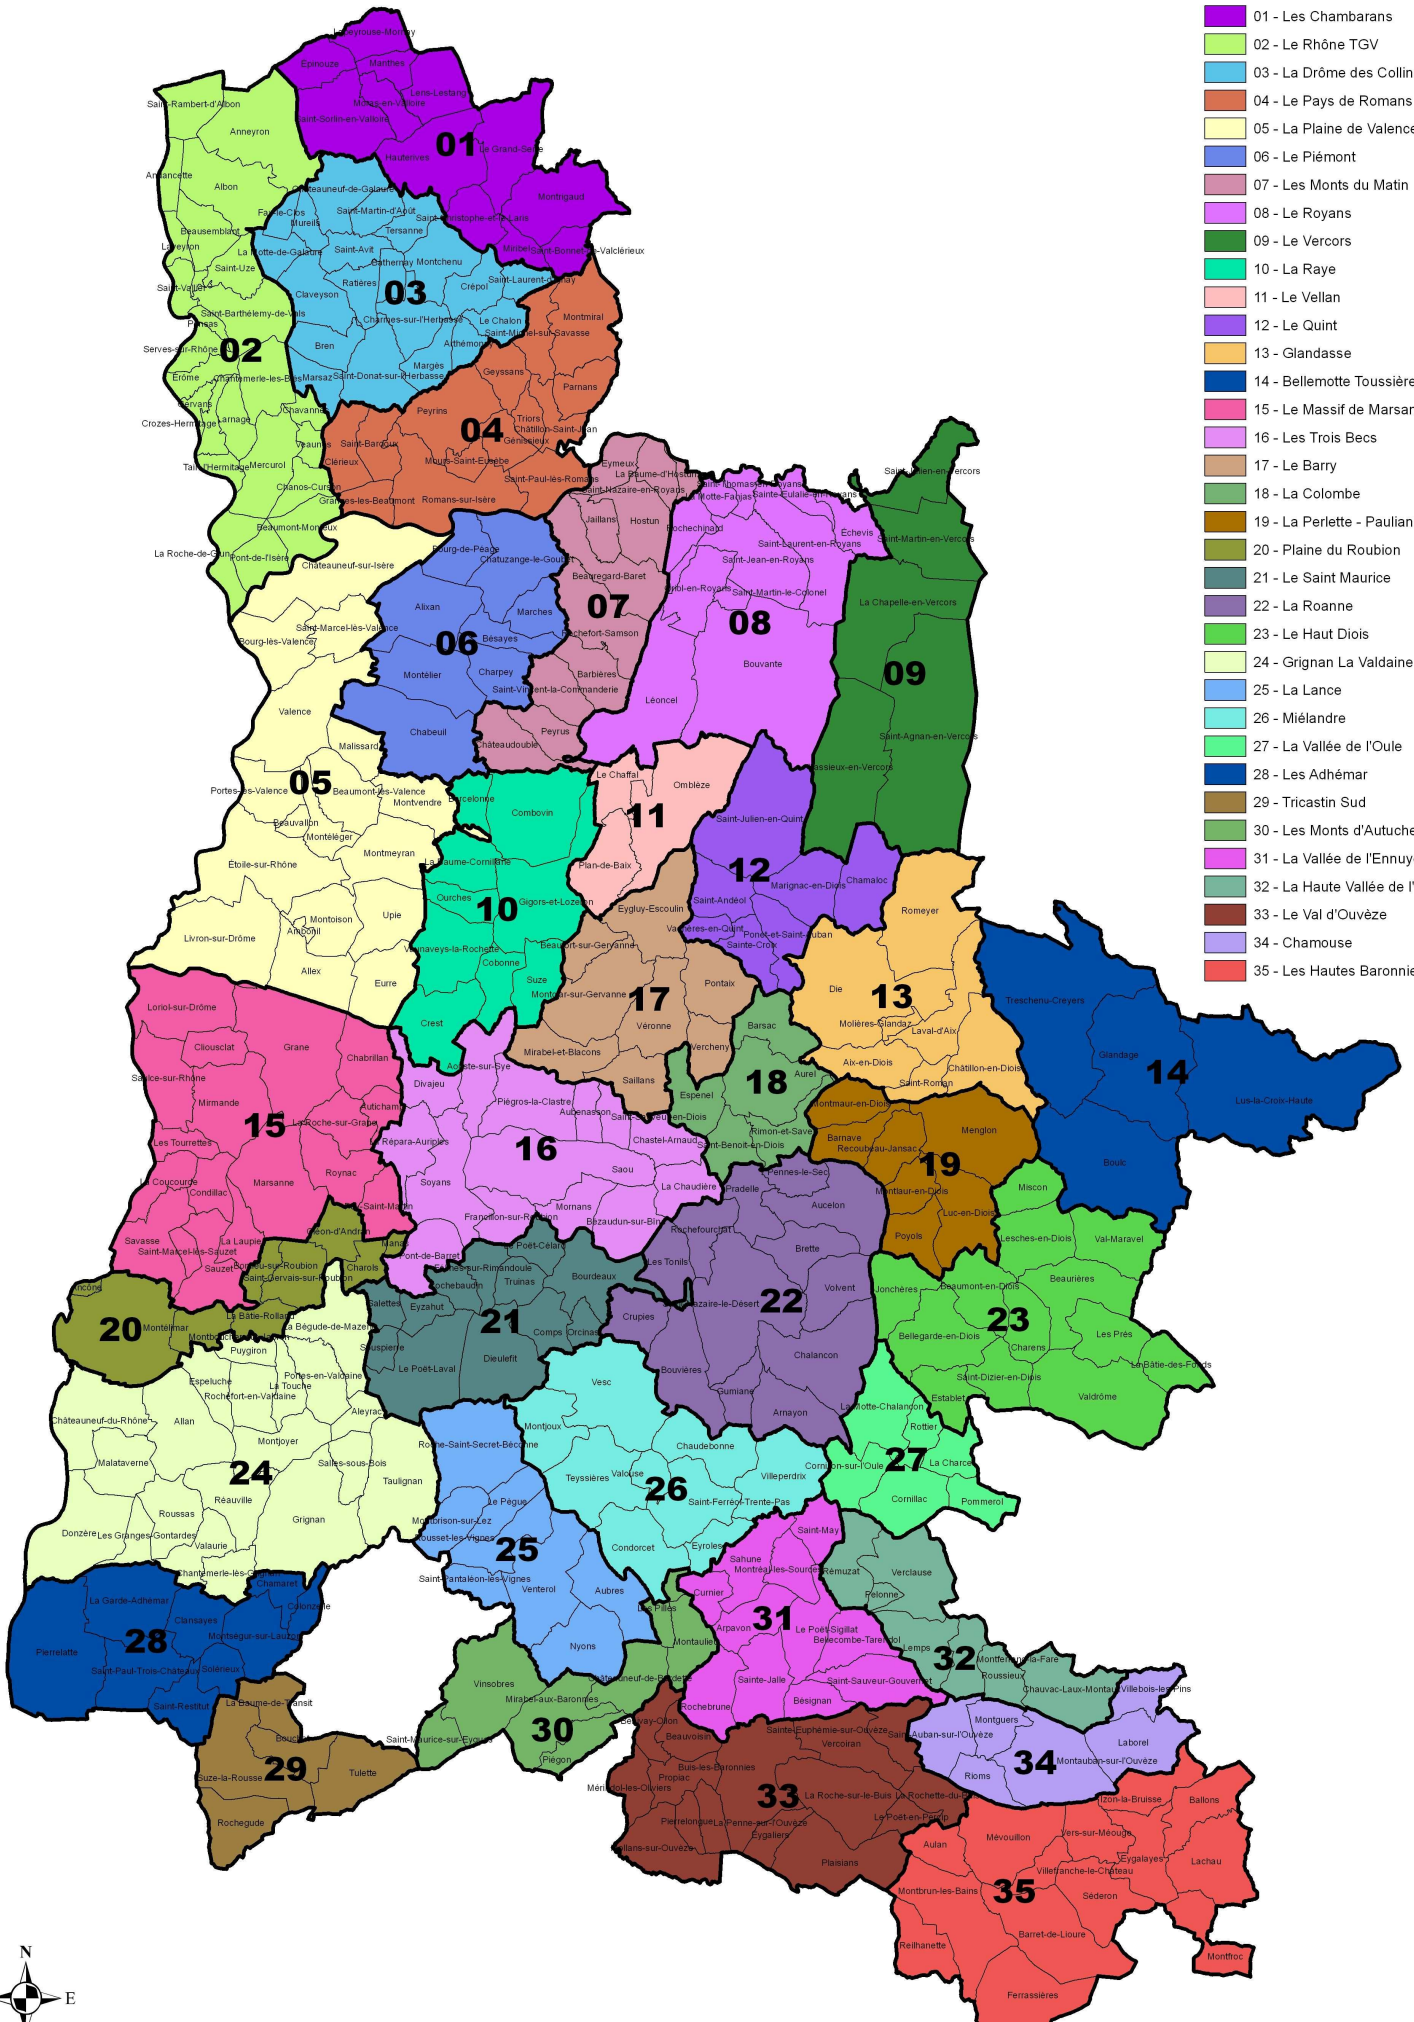 01 - Les Chambarans
02 - Le Rhône TGV
03 - La Drôme des Collin
04 - Le Pays de Romans
05 - La Plaine de Valence
06 - Le Piémont
07 - Les Monts du Matin
08 - Le Royans
09 - Le Vercors
10 - La Raye
11 - Le Vellan
12 - Le Quint
13 - Glandasse
14 - Bellemotte Toussière
15 - Le Massif de Marsan
16 - Les Trois Becs
17 - Le Barry
18 - La Colombe
19 - La Perlette - Paulian
20 - Plaine du Roubion
21 - Le Saint Maurice
22 - La Roanne
23 - Le Haut Diois
24 - Grignan La Valdaine
25 - La Lance
26 - Miélandre
27 - La Vallée de l'Oule
28 - Les Adhémar
29 - Tricastin Sud
30 - Les Monts d'Autuche
31 - La Vallée de l'Ennuy
32 - La Haute Vallée de l'
33 - Le Val d'Ouvèze
34 - Chamouse
35 - Les Hautes Baronnie
Lapeyrouse-Mornay
Épinouze
Manthes
Lens-Lestang
Moras-en-Valloire
Saint-Sorlin-en-Valloire
01
Hauterives
Le Grand-Serre
Montrigaud
Saint-Christophe-et-le-Laris
Miribel
Saint-Bonnet-de-Valclérieux
Saint-Rambert-d'Albon
Anneyron
Andancette
Albon
Beausemblant
Laveyron
Saint-Uze
Saint-Vallier
Saint-Barthélemy-de-Vals
Ponsas
Serves-sur-Rhône
02
Érôme
Chantemerle-les-Blés
Gervans
Crozes-Hermitage
Larnage
Chavannes
Veaunes
Tain-l'Hermitage
Mercurol
Chanos-Curson
Beaumont-Monteux
La Roche-de-Glun
Pont-de-l'Isère
Châteauneuf-de-Galaure
Fay-le-Clos
Mureils
Saint-Martin-d'Août
Tersanne
La Motte-de-Galaure
Saint-Avit
Bathernay
Montchenu
Ratières
Claveyson
03
Crépol
Saint-Laurent-d'Onay
Charmes-sur-l'Herbasse
Le Chalon
Arthémonay
Bren
Margès
Marsaz
Saint-Donat-sur-l'Herbasse
Montmiral
Saint-Michel-sur-Savasse
Geyssans
Parnans
Peyrins
Triors
Châtillon-Saint-Jean
04
Génissieux
Saint-Bardoux
Clérieux
Mours-Saint-Eusèbe
Saint-Paul-lès-Romans
Granges-les-Beaumont
Romans-sur-Isère
Châteauneuf-sur-Isère
Saint-Marcel-lès-Valence
Bourg-lès-Valence
Valence
Malissard
05
Portes-lès-Valence
Beaumont-lès-Valence
Montvendre
Beauvallon
Montéléger
Montmeyran
Étoile-sur-Rhône
Upie
Montoison
Ambonil
Livron-sur-Drôme
Allex
Eurre
Bourg-de-Péage
Chatuzange-le-Goubet
Alixan
Marches
06
Bésayes
Montélier
Charpey
Saint-Vincent-la-Commanderie
Chabeuil
Eymeux
La Baume-d'Hostun
Saint-Nazaire-en-Royans
Jaillans
Hostun
Beauregard-Baret
07
Rochefort-Samson
Barbières
Peyrus
Châteaudouble
Saint-Thomas-en-Royans
La Motte-Fanjas
Sainte-Eulalie-en-Royans
Rochechinard
Échevis
Saint-Laurent-en-Royans
Saint-Jean-en-Royans
Oriol-en-Royans
Saint-Martin-le-Colonel
08
Bouvante
Léoncel
Saint-Julien-en-Vercors
Saint-Martin-en-Vercors
La Chapelle-en-Vercors
09
Saint-Agnan-en-Vercors
Vassieux-en-Vercors
Barcelonne
Combovin
La Baume-Cornillane
Ourches
10
Gigors-et-Lozeron
Vaunaveys-la-Rochette
Cobonne
Suze
Crest
Le Chaffal
Omblèze
11
Plan-de-Baix
Saint-Julien-en-Quint
12
Marignac-en-Diois
Chamaloc
Saint-Andéol
Vachères-en-Quint
Ponet-et-Saint-Auban
Sainte-Croix
Romeyer
Die
13
Molières-Glandaz
Laval-d'Aix
Aix-en-Diois
Châtillon-en-Diois
Saint-Roman
Treschenu-Creyers
Glandage
14
Lus-la-Croix-Haute
Boulc
Eygluy-Escoulin
Beaufort-sur-Gervanne
Pontaix
Montclar-sur-Gervanne
17
Véronne
Mirabel-et-Blacons
Vercheny
Saillans
Barsac
18
Aurel
Espenel
Rimon-et-Savel
Saint-Benoit-en-Diois
Loriol-sur-Drôme
Cliousclat
Grane
Chabrillan
Saulce-sur-Rhône
Mirmande
Autichamp
15
La Roche-sur-Grane
Les Tourrettes
Roynac
La Coucourde
Condillac
Marsanne
Puy-Saint-Martin
Savasse
La Laupie
Saint-Marcel-lès-Sauzet
Sauzet
Aouste-sur-Sye
Divajeu
Piégros-la-Clastre
Aubenasson
Saint-Sauveur-en-Diois
La Répara-Auriples
16
Chastel-Arnaud
Saou
Soyans
La Chaudière
Mornans
Francillon-sur-Roubion
Bézaudun-sur-Bîne
Pont-de-Barret
Montmaur-en-Diois
Barnave
Menglon
Recoubeau-Jansac
19
Montlaur-en-Diois
Luc-en-Diois
Poyols
Cléon-d'Andran
Manas
Charols
Bonlieu-sur-Roubion
Saint-Gervais-sur-Roubion
Ancône
20
Montélimar
Montboucher-sur-Jabron
Le Poët-Célard
Félines-sur-Rimandoule
Rochebaudin
Truinas
Bourdeaux
Salettes
Eyzahut
21
Comps
Orcinas
Souspierre
Le Poët-Laval
Dieulefit
Pennes-le-Sec
Pradelle
Aucelon
Rochefourchat
Brette
Les Tonils
Volvent
Saint-Nazaire-le-Désert
22
Crupies
Chalancon
Bouvières
Gumiane
Arnayon
Miscon
Lesches-en-Diois
Val-Maravel
Jonchères
Beaumont-en-Diois
Beaurières
23
Bellegarde-en-Diois
Les Prés
Charens
La Bâtie-des-Fonds
Saint-Dizier-en-Diois
Establet
Valdrôme
La Bâtie-Rolland
La Bégude-de-Mazenc
Puygiron
Portes-en-Valdaine
Espeluche
La Touche
Rochefort-en-Valdaine
Aleyrac
Châteauneuf-du-Rhône
Allan
Montjoyer
Malataverne
Salles-sous-Bois
24
Taulignan
Réauville
Roussas
Grignan
Donzère
Les Granges-Gontardes
Valaurie
Chantemerle-lès-Grignan
Roche-Saint-Secret-Béconne
Le Pègue
Montbrison-sur-Lez
Rousset-les-Vignes
25
Saint-Pantaléon-les-Vignes
Venterol
Aubres
Nyons
Vesc
Montjoux
Chaudebonne
Teyssières
Valouse
Villeperdrix
26
Saint-Ferréol-Trente-Pas
Condorcet
Eyroles
La Motte-Chalancon
Rottier
Cornillon-sur-l'Oule
27
La Charce
Cornillac
Pommerol
Chamaret
La Garde-Adhémar
Colonzelle
Clansayes
Pierrelatte
28
Montségur-sur-Lauzon
Saint-Paul-Trois-Châteaux
Solérieux
Saint-Restitut
La Baume-de-Transit
Bouchet
29
Suze-la-Rousse
Tulette
Rochegude
Les Pilles
Montaulieu
Châteauneuf-de-Bordette
Vinsobres
Mirabel-aux-Baronnies
Saint-Maurice-sur-Eygues
30
Piégon
Saint-May
Sahune
Montréal-les-Sources
Curnier
31
Arpavon
Le Poët-Sigillat
Bellecombe-Tarendol
Sainte-Jalle
Saint-Sauveur-Gouvernet
Bésignan
Rochebrune
Rémuzat
Verclause
Pelonne
Lemps
32
Montferrand-la-Fare
Roussieux
Chauvac-Laux-Montaux
Benivay-Ollon
Beauvoisin
Sainte-Euphémie-sur-Ouvèze
Vercoiran
Buis-les-Baronnies
Propiac
Mérindol-les-Oliviers
33
La Roche-sur-le-Buis
La Rochette-du-Buis
Pierrelongue
La Penne-sur-l'Ouvèze
Le Poët-en-Percip
Eygaliers
Mollans-sur-Ouvèze
Plaisians
Villebois-les-Pins
Montguers
Saint-Auban-sur-l'Ouvèze
Laborel
34
Montauban-sur-l'Ouvèze
Rioms
Izon-la-Bruisse
Ballons
Aulan
Mévouillon
Vers-sur-Méouge
Eygalayes
Lachau
Villefranche-le-Château
35
Montbrun-les-Bains
Séderon
Reilhanette
Barret-de-Lioure
Montfroc
Ferrassières
N
E